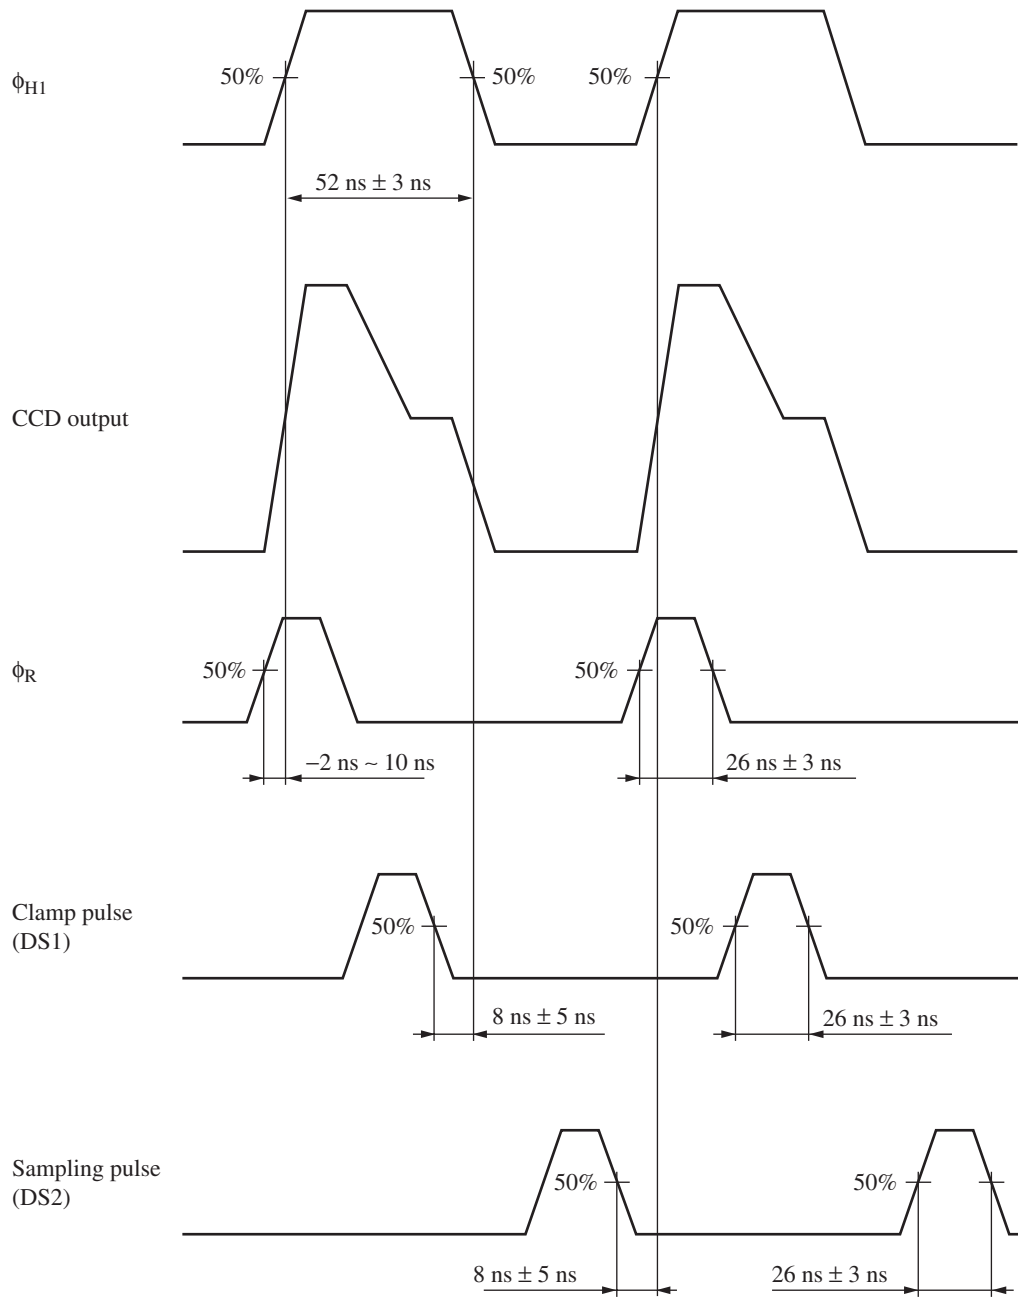 50% 50% 50%
ϕH1
52 ns ± 3 ns
CCD output
50% 50%
ϕR
−2 ns ~ 10 ns 26 ns ± 3 ns
Clamp pulse
(DS1)
50% 50%
8 ns ± 5 ns 26 ns ± 3 ns
Sampling pulse
(DS2)
50% 50%
8 ns ± 5 ns 26 ns ± 3 ns